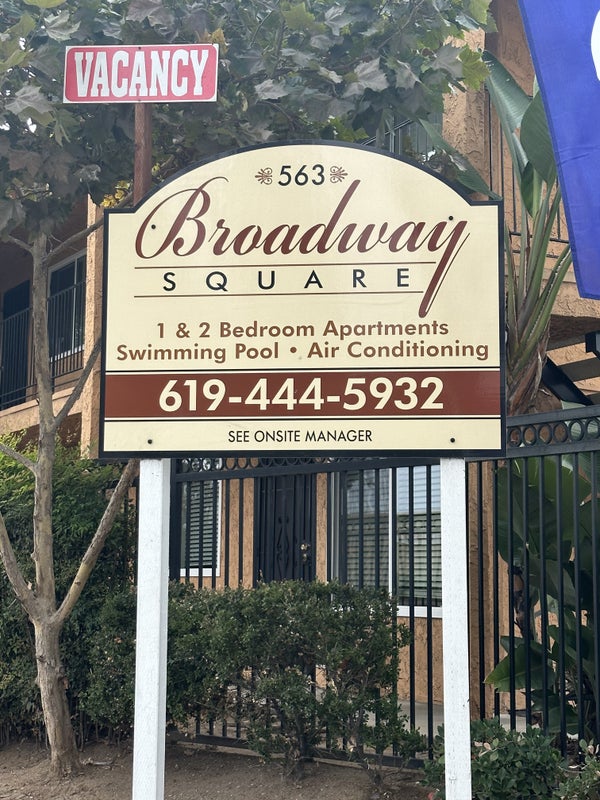 VACANCY
563
Broadway
SQUARE
1 & 2 Bedroom Apartments
Swimming Pool • Air Conditioning
619-444-5932
SEE ONSITE MANAGER